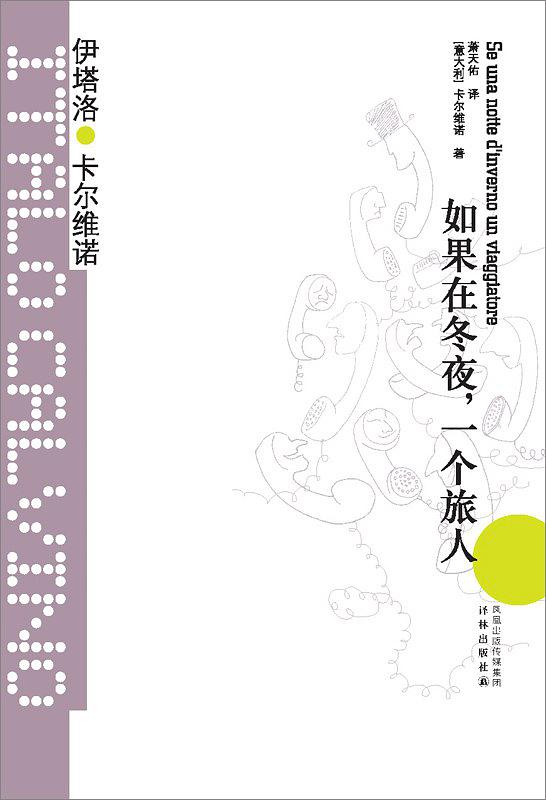 ITALO CALVINO
伊塔洛●卡尔维诺
Se una notte d'inverno un viaggiatore
萧天佑 译
[意大利] 卡尔维诺 著
如果在冬夜，一个旅人
凤凰出版传媒集团
译林出版社